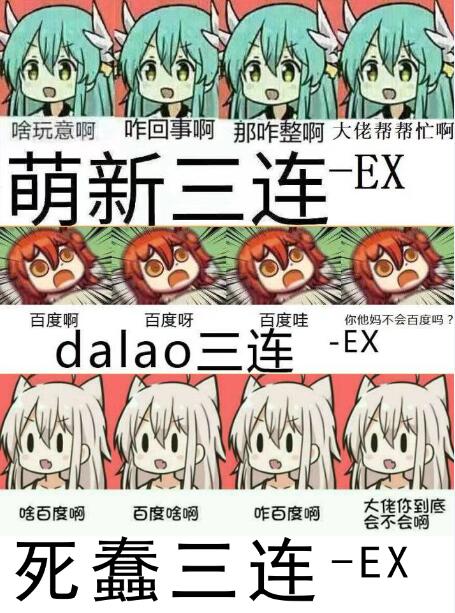 啥玩意啊 咋回事啊 那咋整啊 大佬帮帮忙啊
萌新三连-EX
百度啊 百度呀 百度哇 你他妈不会百度吗？
dalao三连 -EX
啥百度啊 百度啥啊 咋百度啊 大佬你到底
会不会啊
死蠢三连-EX